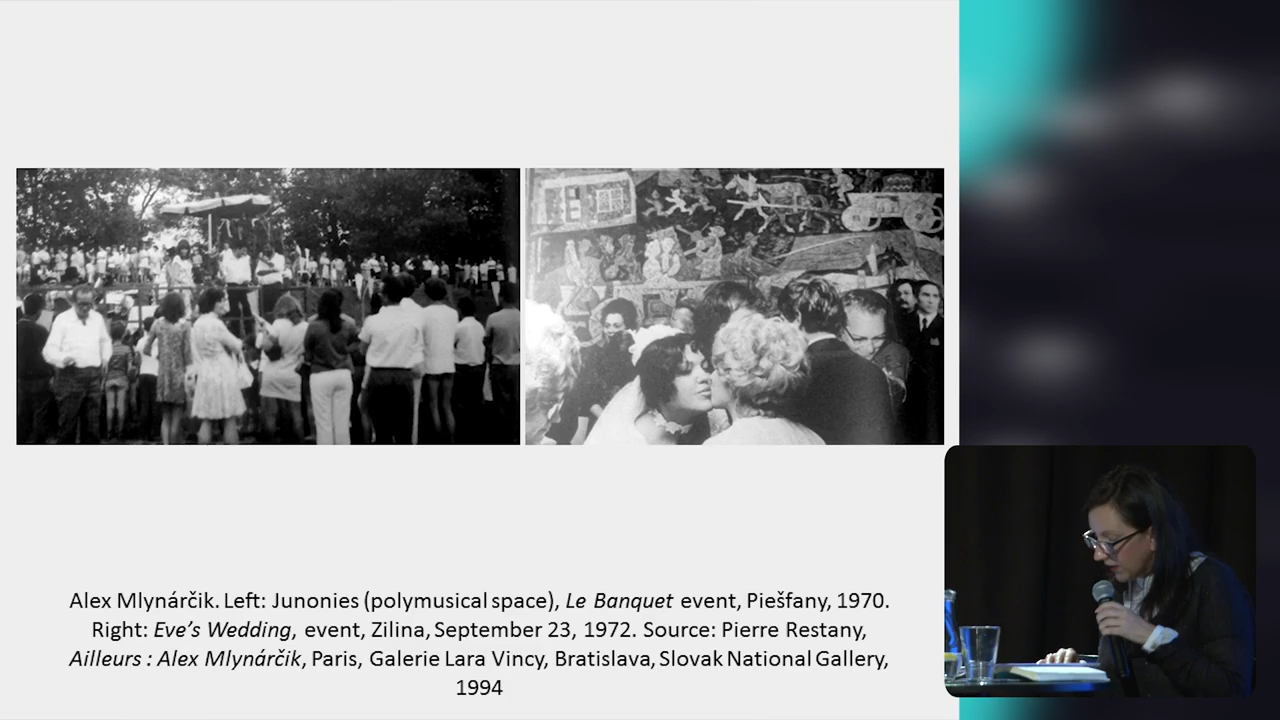 Alex Mlynárčik. Left: Junonies (polymusical space), Le Banquet event, Piešfany, 1970.
Right: Eve’s Wedding, event, Zilina, September 23, 1972. Source: Pierre Restany,
Ailleurs : Alex Mlynárčik, Paris, Galerie Lara Vincy, Bratislava, Slovak National Gallery,
1994